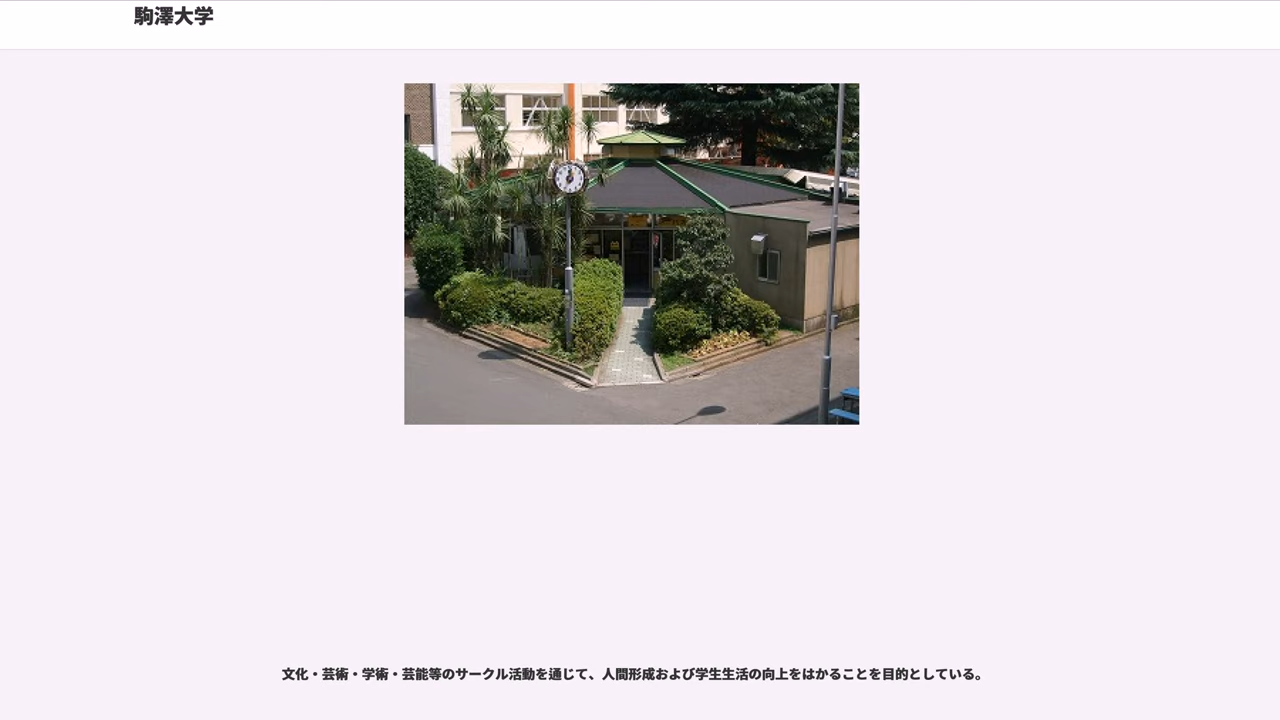 駒澤大学
文化・芸術・学術・芸能等のサークル活動を通じて、人間形成および学生生活の向上をはかることを目的としている。